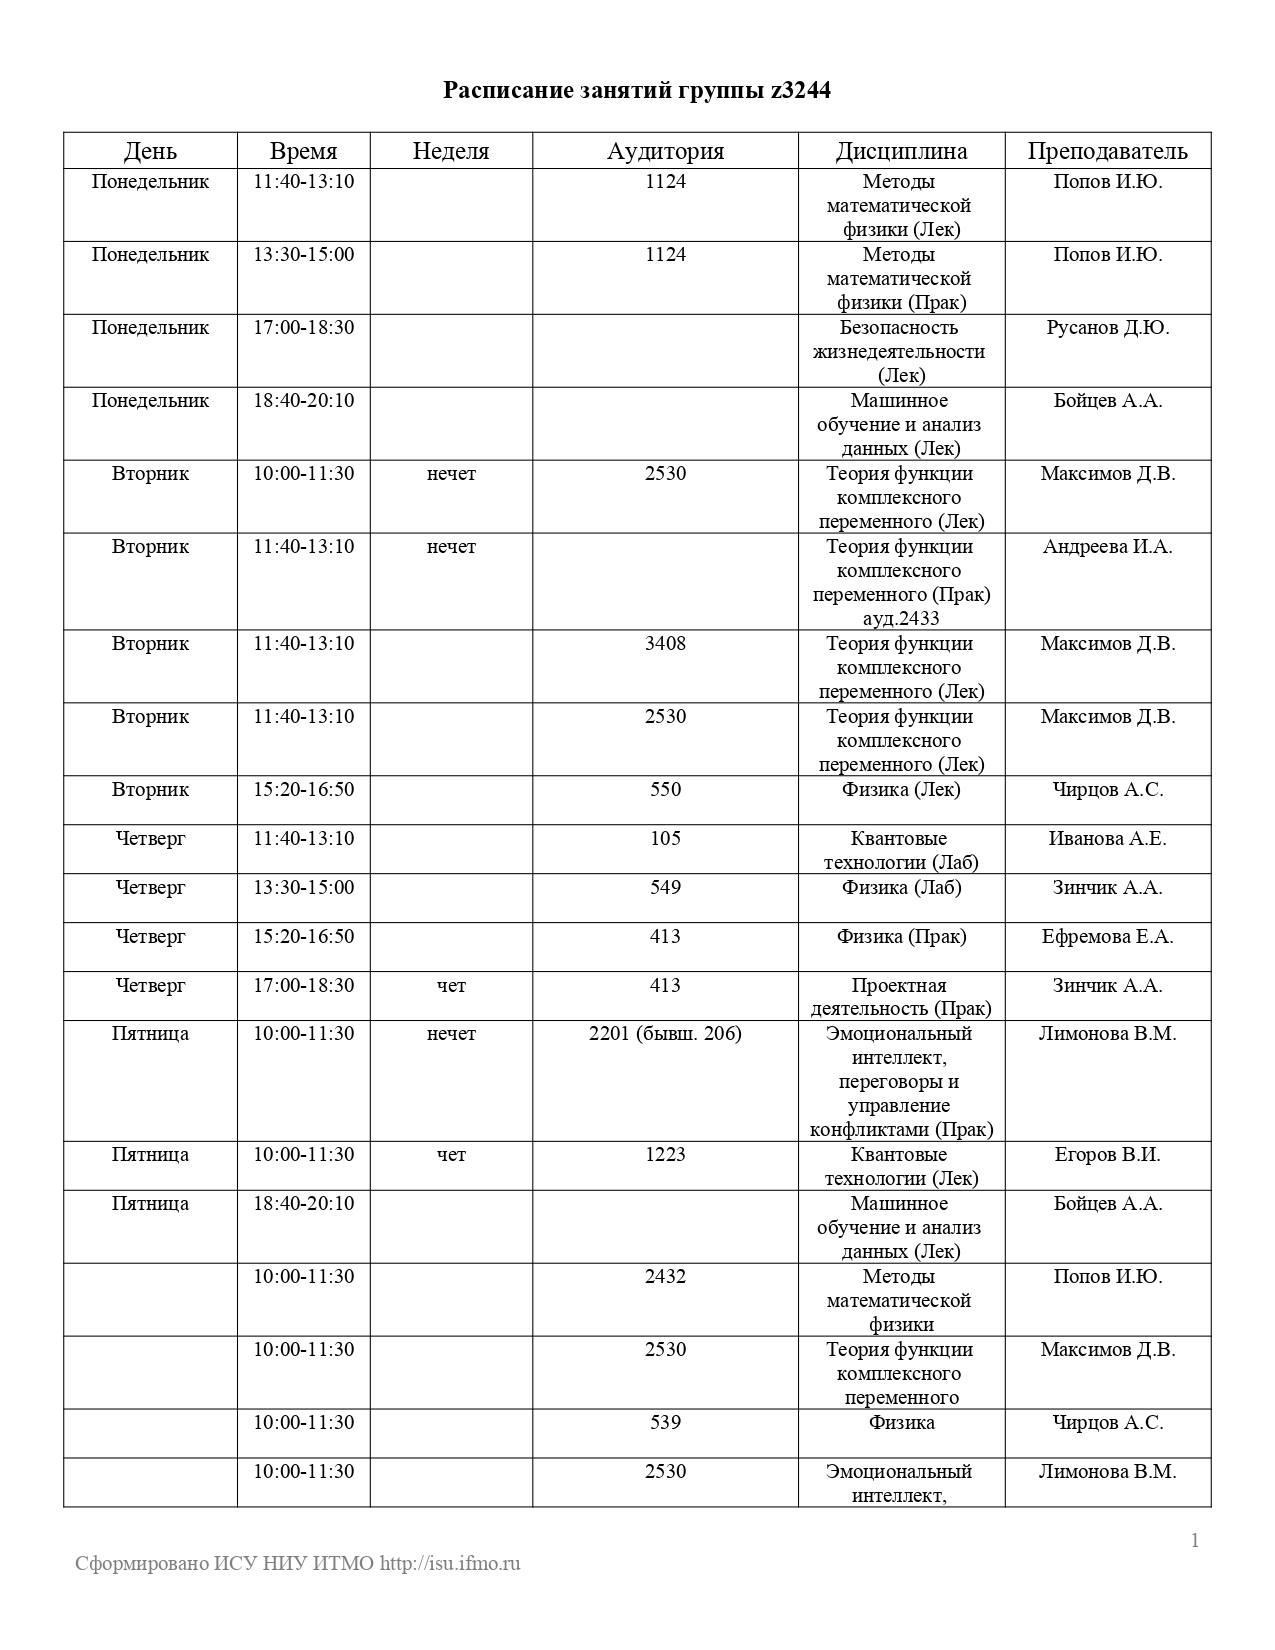 Расписание занятий группы z3244
День Время Неделя Аудитория Дисциплина Преподаватель
Понедельник 11:40-13:10 1124 Методы Попов И.Ю.
математической
физики (Лек)
Понедельник 13:30-15:00 1124 Методы Попов И.Ю.
математической
физики (Прак)
Понедельник 17:00-18:30 Безопасность Русанов Д.Ю.
жизнедеятельности
(Лек)
Понедельник 18:40-20:10 Машинное Бойцев А.А.
обучение и анализ
данных (Лек)
Вторник 10:00-11:30 нечет 2530 Теория функции Максимов Д.В.
комплексного
переменного (Лек)
Вторник 11:40-13:10 нечет Теория функции Андреева И.А.
комплексного
переменного (Прак)
ауд.2433
Вторник 11:40-13:10 3408 Теория функции Максимов Д.В.
комплексного
переменного (Лек)
Вторник 11:40-13:10 2530 Теория функции Максимов Д.В.
комплексного
переменного (Лек)
Вторник 15:20-16:50 550 Физика (Лек) Чирцов А.С.
Четверг 11:40-13:10 105 Квантовые Иванова А.Е.
технологии (Лаб)
Четверг 13:30-15:00 549 Физика (Лаб) Зинчик А.А.
Четверг 15:20-16:50 413 Физика (Прак) Ефремова Е.А.
Четверг 17:00-18:30 чет 413 Проектная Зинчик А.А.
деятельность (Прак)
Пятница 10:00-11:30 нечет 2201 (бывш. 206) Эмоциональный Лимонова В.М.
интеллект,
переговоры и
управление
конфликтами (Прак)
Пятница 10:00-11:30 чет 1223 Квантовые Егоров В.И.
технологии (Лек)
Пятница 18:40-20:10 Машинное Бойцев А.А.
обучение и анализ
данных (Лек)
10:00-11:30 2432 Методы Попов И.Ю.
математической
физики
10:00-11:30 2530 Теория функции Максимов Д.В.
комплексного
переменного
10:00-11:30 539 Физика Чирцов А.С.
10:00-11:30 2530 Эмоциональный Лимонова В.М.
интеллект,
1
Сформировано ИСУ НИУ ИТМО http://isu.ifmo.ru